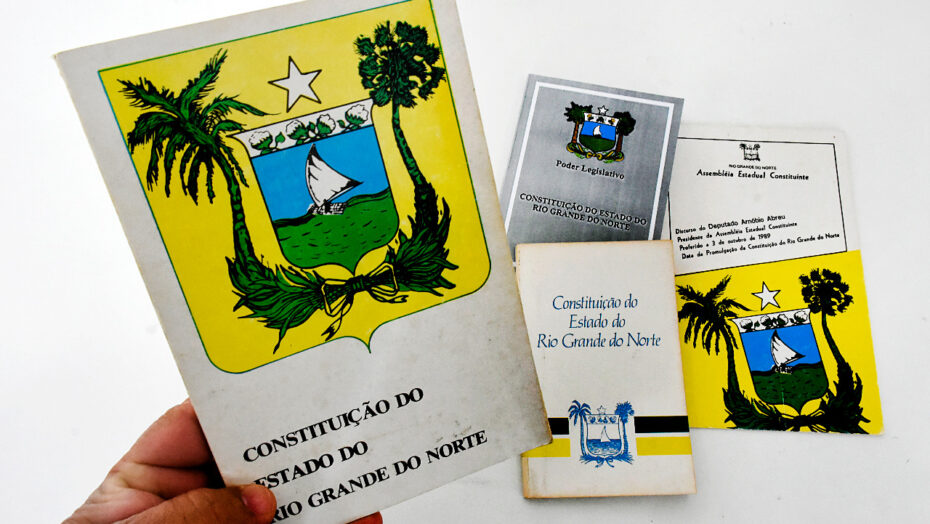 CONSTITUIÇÃO DO
ESTADO DO
RIO GRANDE DO NORTE
Poder Legislativo
CONSTITUIÇÃO DO ESTADO DO
RIO GRANDE DO NORTE
Constituição do
Estado do
Rio Grande do Norte
RIO GRANDE DO NORTE
Assembléia Estadual Constituinte
Discurso do Deputado Arnóbio Abreu
Presidente da Assembléia Estadual Constituinte
Proferido a 3 de outubro de 1989
Data da Promulgação da Constituição do Rio Grande do Norte